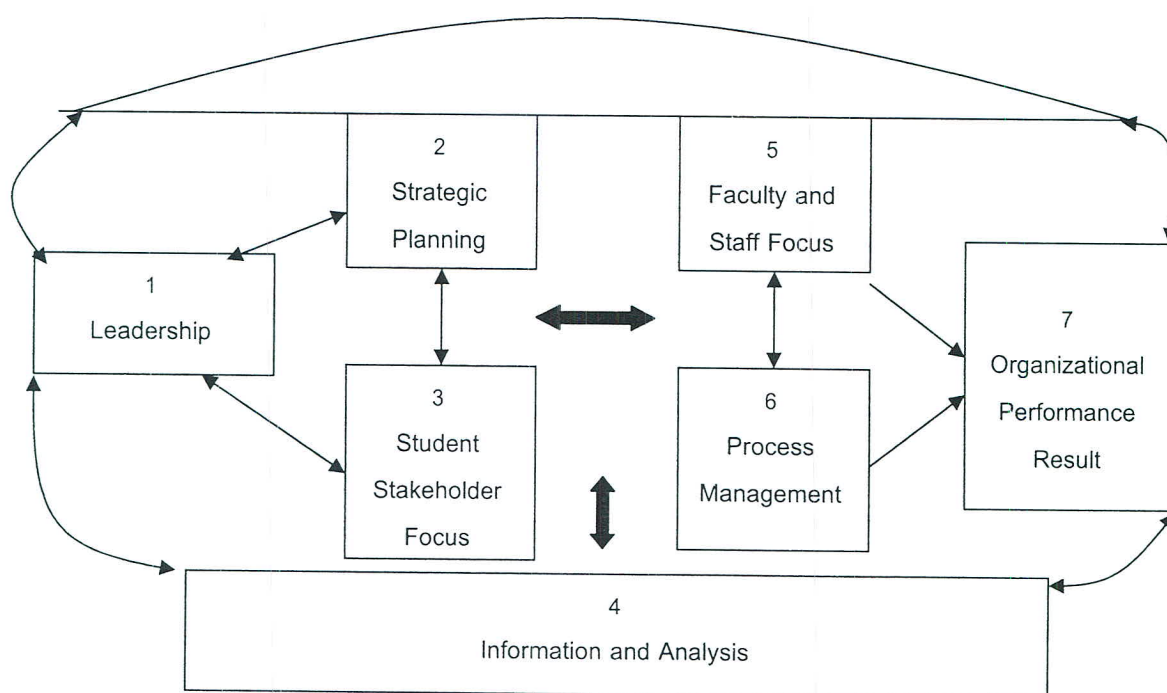 2
Strategic
Planning
5
Faculty and
Staff Focus
1
Leadership
7
Organizational
Performance
Result
3
Student
Stakeholder
Focus
6
Process
Management
4
Information and Analysis